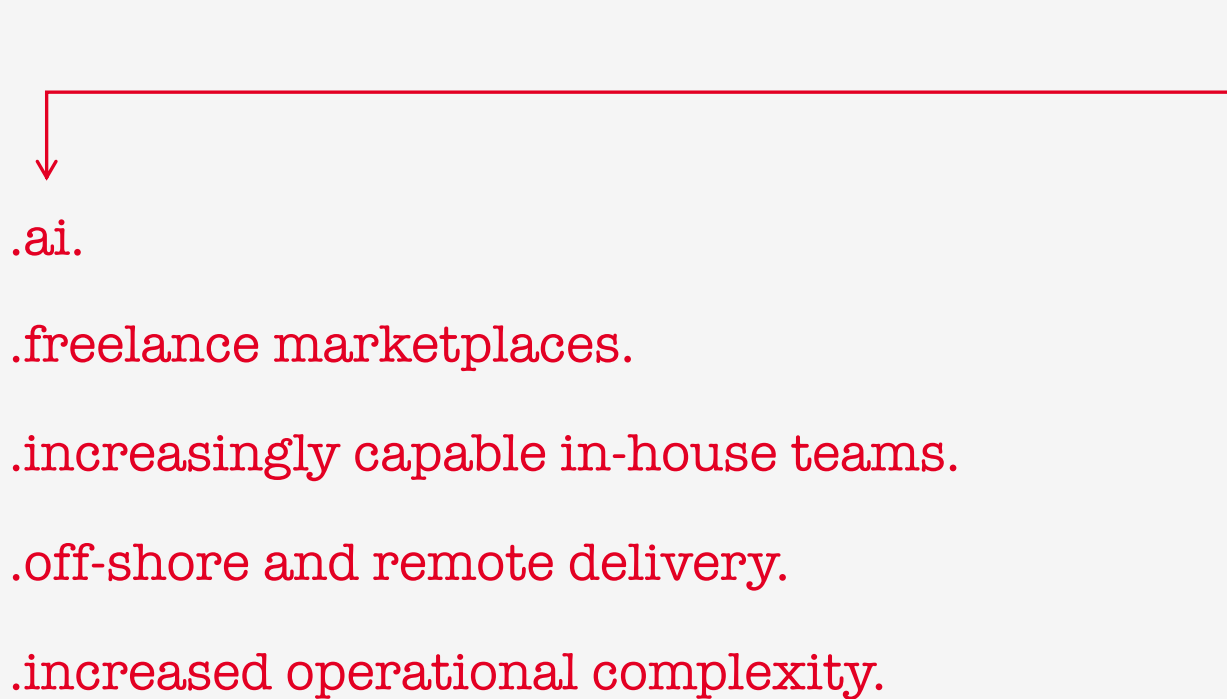 .ai.
.freelance marketplaces.
.increasingly capable in-house teams.
.off-shore and remote delivery.
.increased operational complexity.